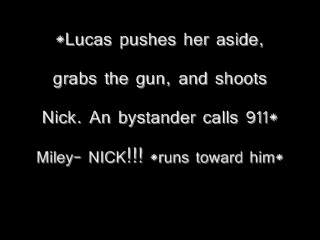 *Lucas pushes her aside,
grabs the gun, and shoots
Nick. An bystander calls 911*
Miley- NICK!!! *runs toward him*